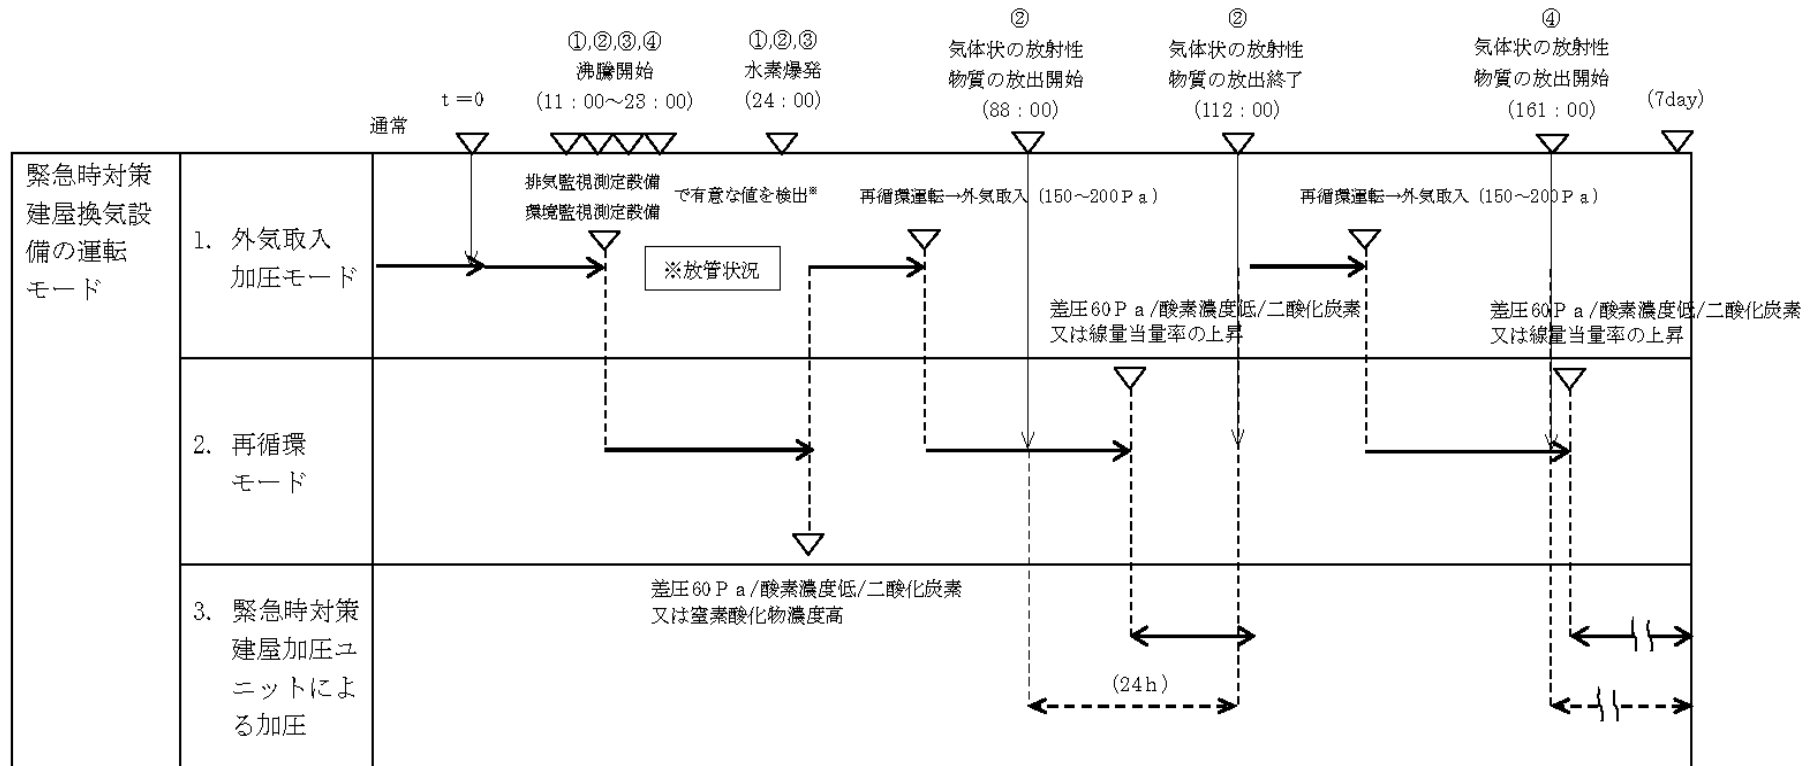 通常
t＝0
①,②,③,④
沸騰開始
(11：00～23：00)
①,②,③
水素爆発
(24：00)
②
気体状の放射性
物質の放出開始
(88：00)
②
気体状の放射性
物質の放出終了
(112：00)
④
気体状の放射性
物質の放出開始
(161：00)
(7day)
緊急時対策
建屋換気設
備の運転
モード
1. 外気取入
加圧モード
排気監視測定設備
環境監視測定設備
で有意な値を検出※
※放管状況
再循環運転→外気取入 (150～200Ｐａ)
再循環運転→外気取入 (150～200Ｐａ)
差圧60Ｐａ/酸素濃度低/二酸化炭素
又は線量当量率の上昇
差圧60Ｐａ/酸素濃度低/二酸化炭素
又は線量当量率の上昇
2. 再循環
モード
3. 緊急時対策
建屋加圧ユ
ニットによ
る加圧
差圧60Ｐａ/酸素濃度低/二酸化炭素
又は窒素酸化物濃度高
(24h)